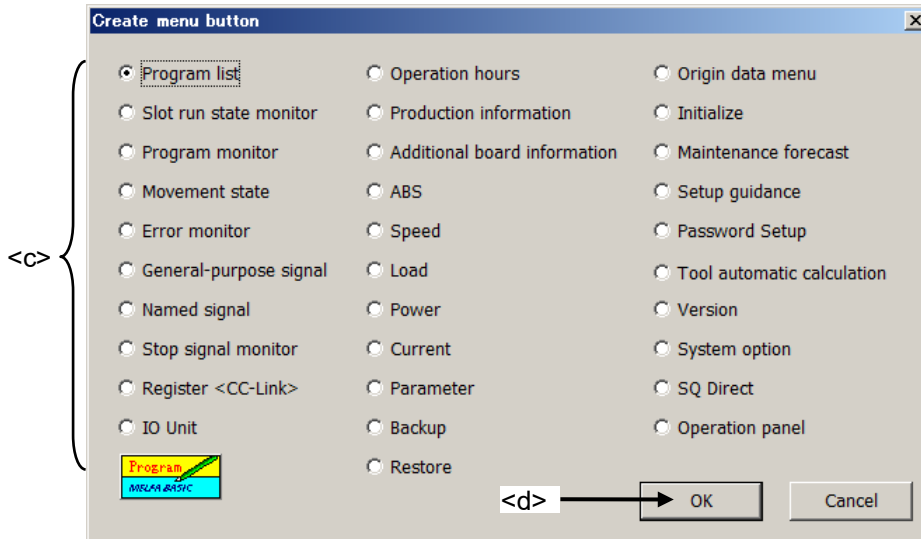 Create menu button
Program list
Slot run state monitor
Program monitor
Movement state
Error monitor
General-purpose signal
Named signal
Stop signal monitor
Register <CC-Link>
IO Unit
Program
MELFA BASIC
Operation hours
Production information
Additional board information
ABS
Speed
Load
Power
Current
Parameter
Backup
Restore
Origin data menu
Initialize
Maintenance forecast
Setup guidance
Password Setup
Tool automatic calculation
Version
System option
SQ Direct
Operation panel
<c>
<d>
OK
Cancel